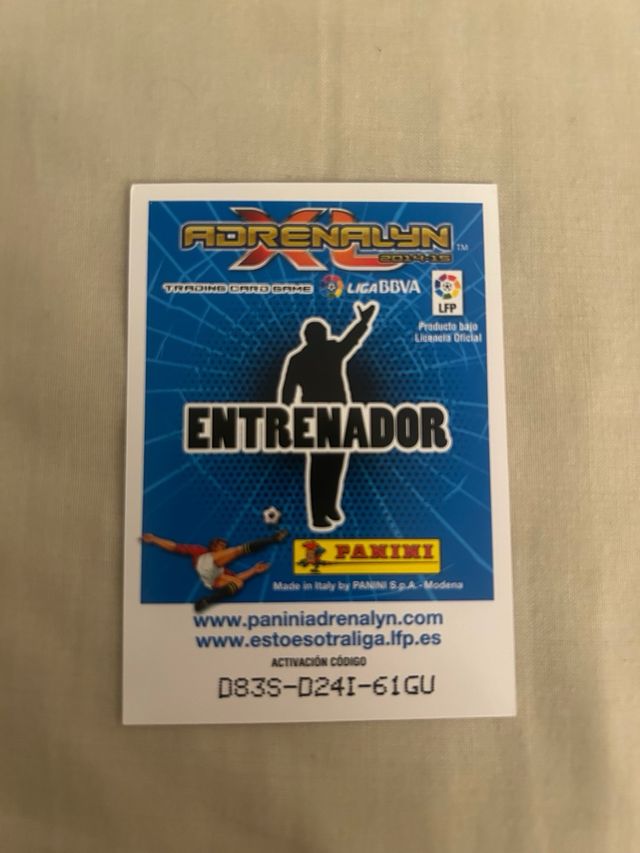 ADRENALYN XL™
2014-15
TRADING CARD GAME LIGA BBVA
LFP
Producto bajo
Licencia Oficial
ENTRENADOR
PANINI
Made in Italy by PANINI S.p.A. - Modena
www.paniniadrenalyn.com
www.estoesotraliga.lfp.es
ACTIVACIÓN CÓDIGO
D83S-D24I-61GU